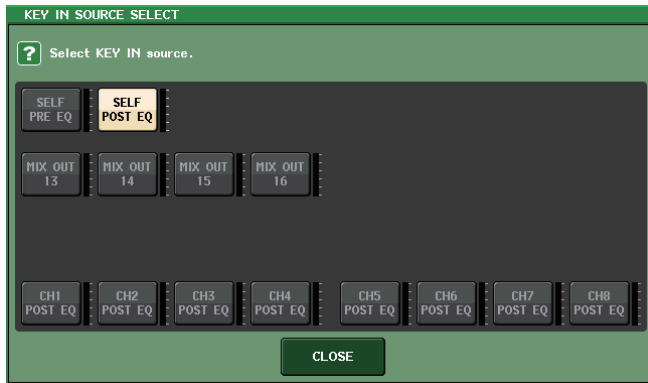 KEY IN SOURCE SELECT
? Select KEY IN source.
SELF PRE EQ
SELF POST EQ
MIX OUT 13
MIX OUT 14
MIX OUT 15
MIX OUT 16
CH1 POST EQ
CH2 POST EQ
CH3 POST EQ
CH4 POST EQ
CH5 POST EQ
CH6 POST EQ
CH7 POST EQ
CH8 POST EQ
CLOSE